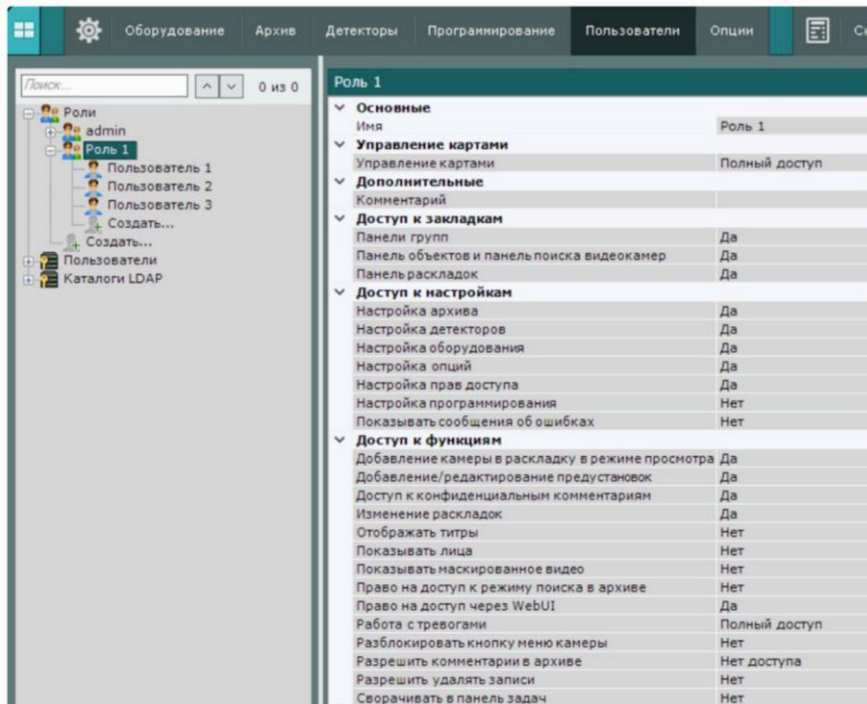 Оборудование Архив Детекторы Программирование Пользователи Опции
Поиск... 0 из 0
Роли
admin
Роль 1
Пользователь 1
Пользователь 2
Пользователь 3
Создать...
Создать...
Пользователи
Каталоги LDAP
Роль 1
Основные
Имя Роль 1
Управление картами
Управление картами Полный доступ
Дополнительные
Комментарий
Доступ к закладкам
Панели групп Да
Панель объектов и панель поиска видеокамер Да
Панель раскладок Да
Доступ к настройкам
Настройка архива Да
Настройка детекторов Да
Настройка оборудования Да
Настройка опций Да
Настройка прав доступа Да
Настройка программирования Нет
Показывать сообщения об ошибках Нет
Доступ к функциям
Добавление камеры в раскладку в режиме просмотра Да
Добавление/редактирование предустановок Да
Доступ к конфиденциальным комментариям Да
Изменение раскладок Да
Отображать титры Нет
Показывать лица Нет
Показывать маскированное видео Нет
Право на доступ к режиму поиска в архиве Нет
Право на доступ через WebUI Да
Работа с тревогами Полный доступ
Разблокировать кнопку меню камеры Нет
Разрешить комментарии в архиве Нет доступа
Разрешить удалять записи Нет
Сворачивать в панель задач Нет